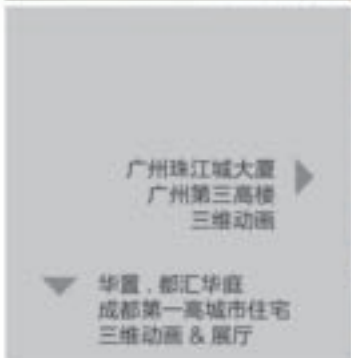 广州珠江城大厦
广州第三高楼
三维动画
华置．都汇华庭
成都第一高城市住宅
三维动画 & 展厅